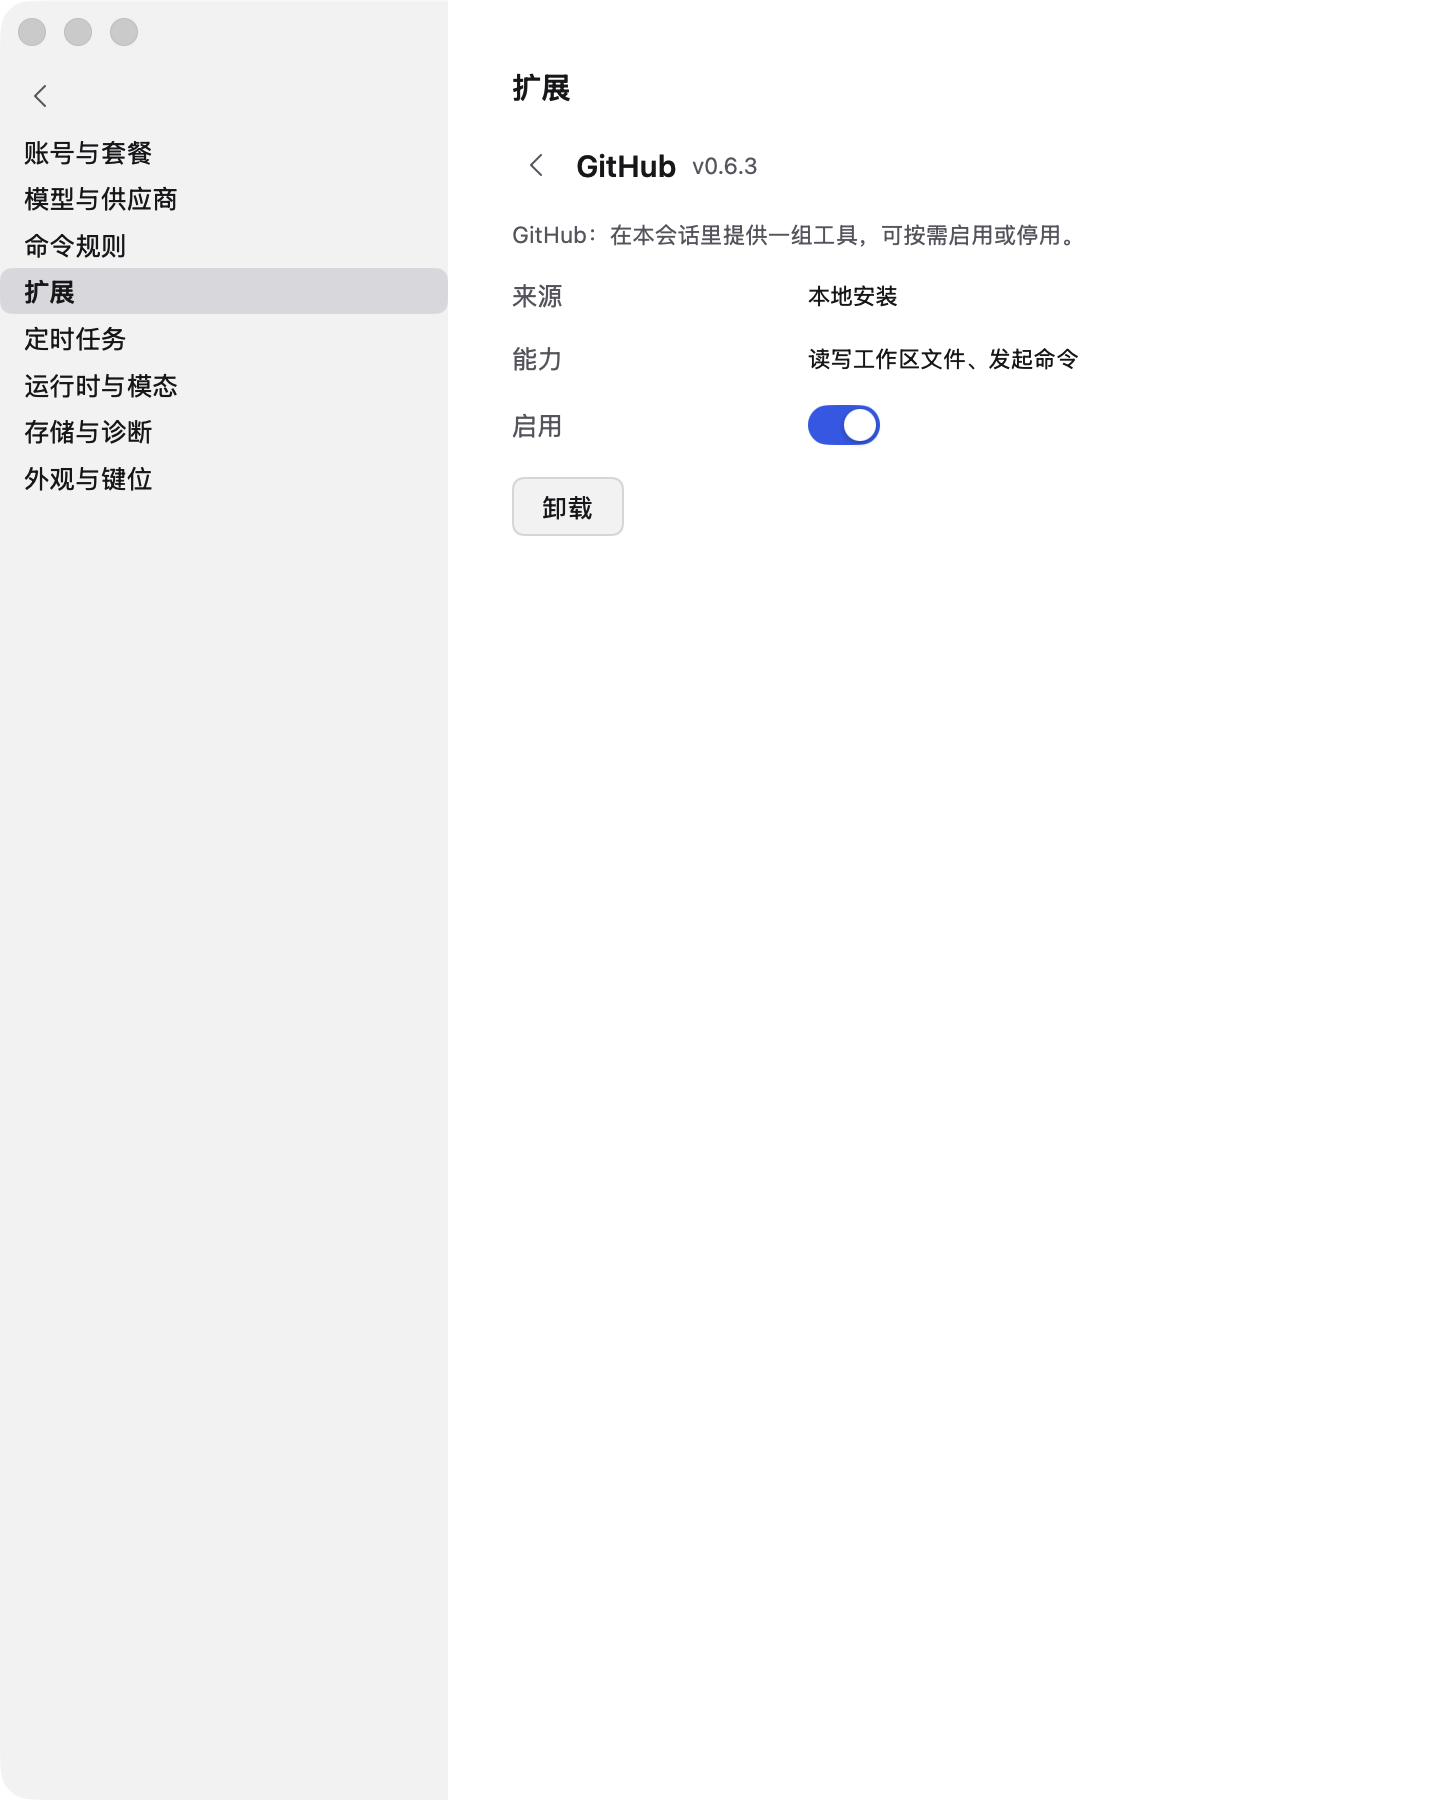 账号与套餐
模型与供应商
命令规则
扩展
定时任务
运行时与模态
存储与诊断
外观与键位
扩展
GitHub v0.6.3
GitHub：在本会话里提供一组工具，可按需启用或停用。
来源 本地安装
能力 读写工作区文件、发起命令
启用
卸载